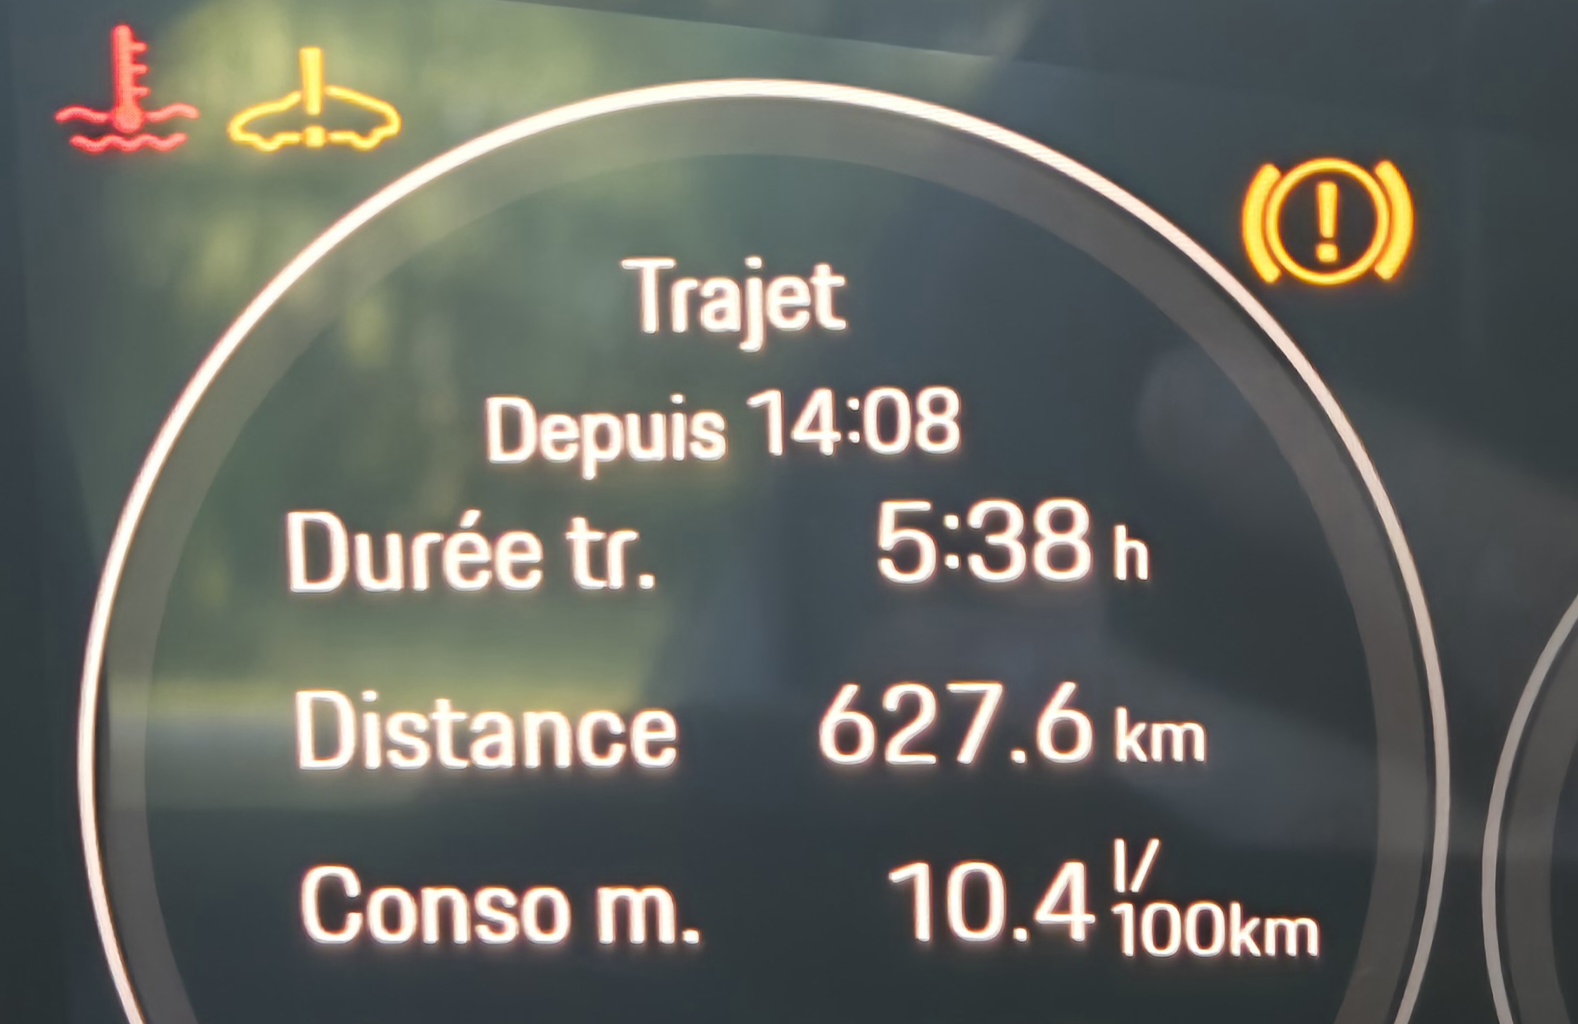 Trajet
Depuis 14:08
Durée tr. 5:38 h
Distance 627.6 km
Conso m. 10.4 l/100km